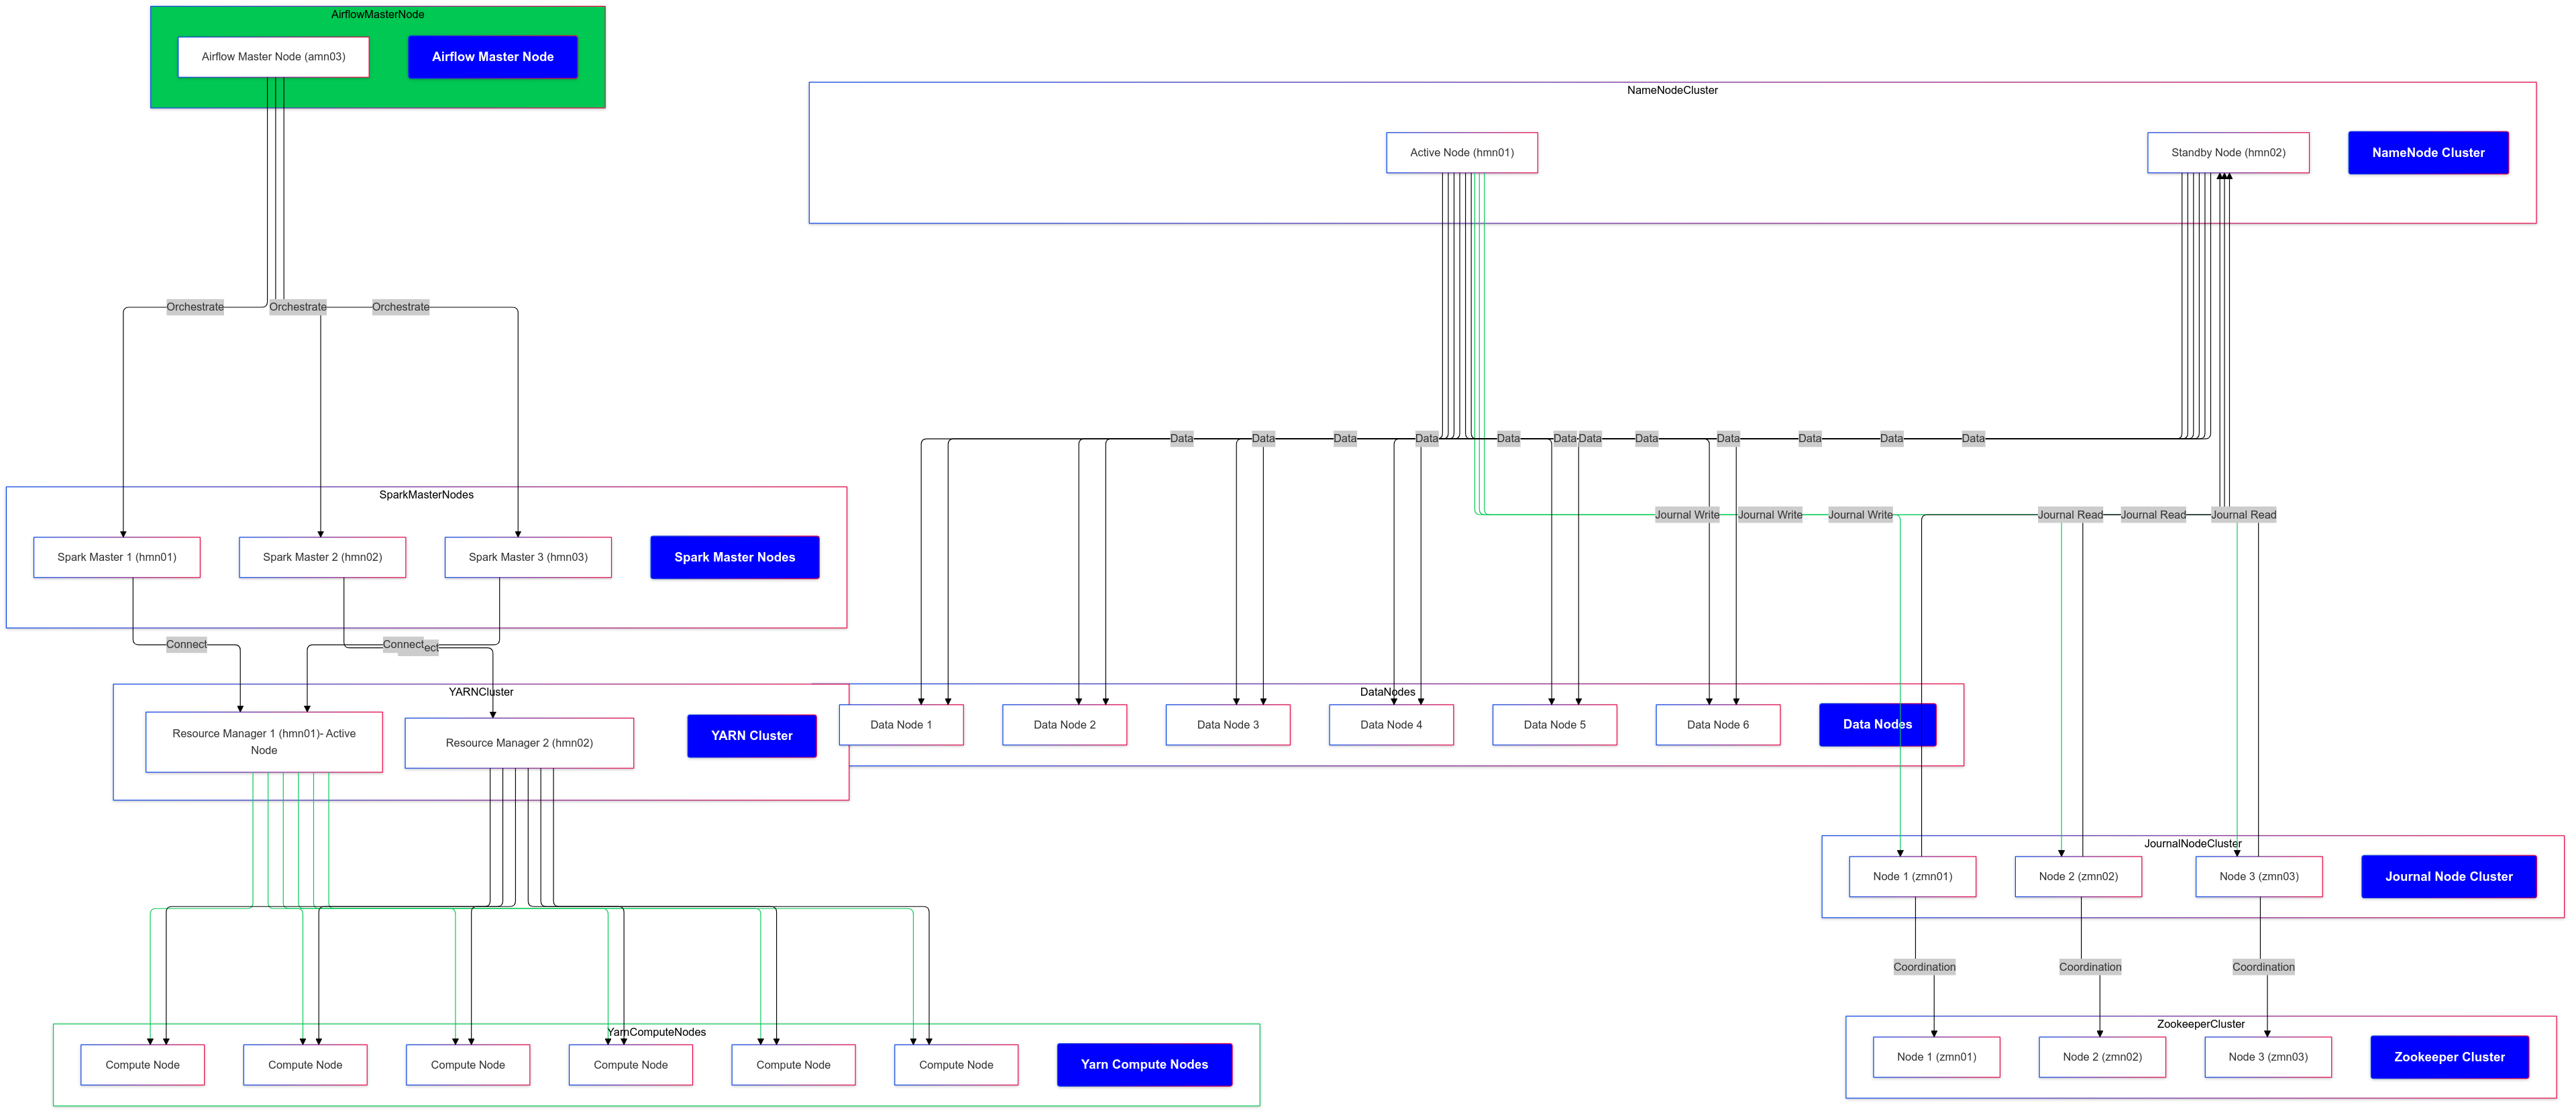 AirflowMasterNode
Airflow Master Node (amn03)
Airflow Master Node
NameNodeCluster
Active Node (hmn01)
Standby Node (hmn02)
NameNode Cluster
Orchestrate
Orchestrate
Orchestrate
Data
Data
Data
Data
Data
Data
Data
Data
Data
Data
Data
Data
Journal Write
Journal Write
Journal Write
Journal Read
Journal Read
Journal Read
SparkMasterNodes
Spark Master 1 (hmn01)
Spark Master 2 (hmn02)
Spark Master 3 (hmn03)
Spark Master Nodes
Connect
Connect
YARNCluster
Resource Manager 1 (hmn01)- Active
Node
Resource Manager 2 (hmn02)
YARN Cluster
DataNodes
Data Node 1
Data Node 2
Data Node 3
Data Node 4
Data Node 5
Data Node 6
Data Nodes
JournalNodeCluster
Node 1 (zmn01)
Node 2 (zmn02)
Node 3 (zmn03)
Journal Node Cluster
Coordination
Coordination
Coordination
YarnComputeNodes
Compute Node
Compute Node
Compute Node
Compute Node
Compute Node
Compute Node
Yarn Compute Nodes
ZookeeperCluster
Node 1 (zmn01)
Node 2 (zmn02)
Node 3 (zmn03)
Zookeeper Cluster